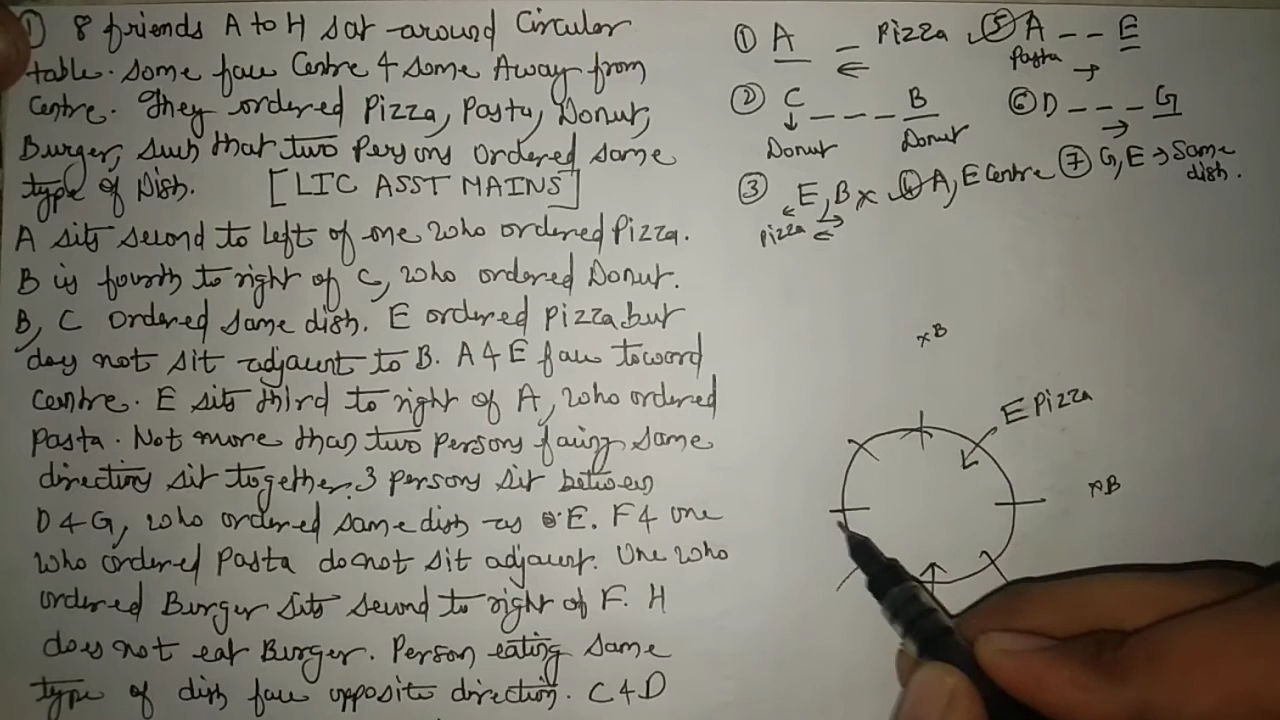 ① 8 friends A to H sat around Circular
table. Some face Centre & some Away from
Centre. They ordered Pizza, Pasta, Donut,
Burger, such that two Persons ordered same
type of Dish. [LIC ASST MAINS]
A sits second to left of one who ordered Pizza.
B is fourth to right of C, who ordered Donut.
B, C ordered same dish. E ordered pizza but
does not sit adjacent to B. A & E face toward
Centre. E sits third to right of A, who ordered
Pasta. Not more than two persons facing same
directions sit together. 3 persons sit between
D & G, who ordered same dish as E. F & one
who ordered Pasta do not sit adjacent. One who
ordered Burger sits second to right of F. H
does not eat Burger. Person eating same
type of dish face opposite direction. C & D
① A _ Pizza
←
② C _ _ _ B
↓
Donut Donut
③ E, B ×
Pizza
④ A, E Centre
⑤ A _ _ E
Pasta →
⑥ D _ _ _ G
→
⑦ G, E → Same
dish.
×B
E Pizza
×B